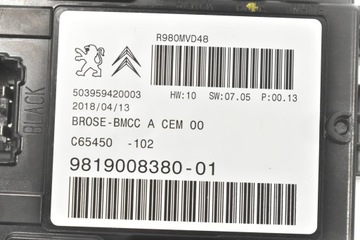 R980MVD48
503959420003 HW:10 SW:07.05 P:00.13
2018/04/13
BROSE-BMCC A CEM 00
C65450 -102
9819008380-01
BLACK